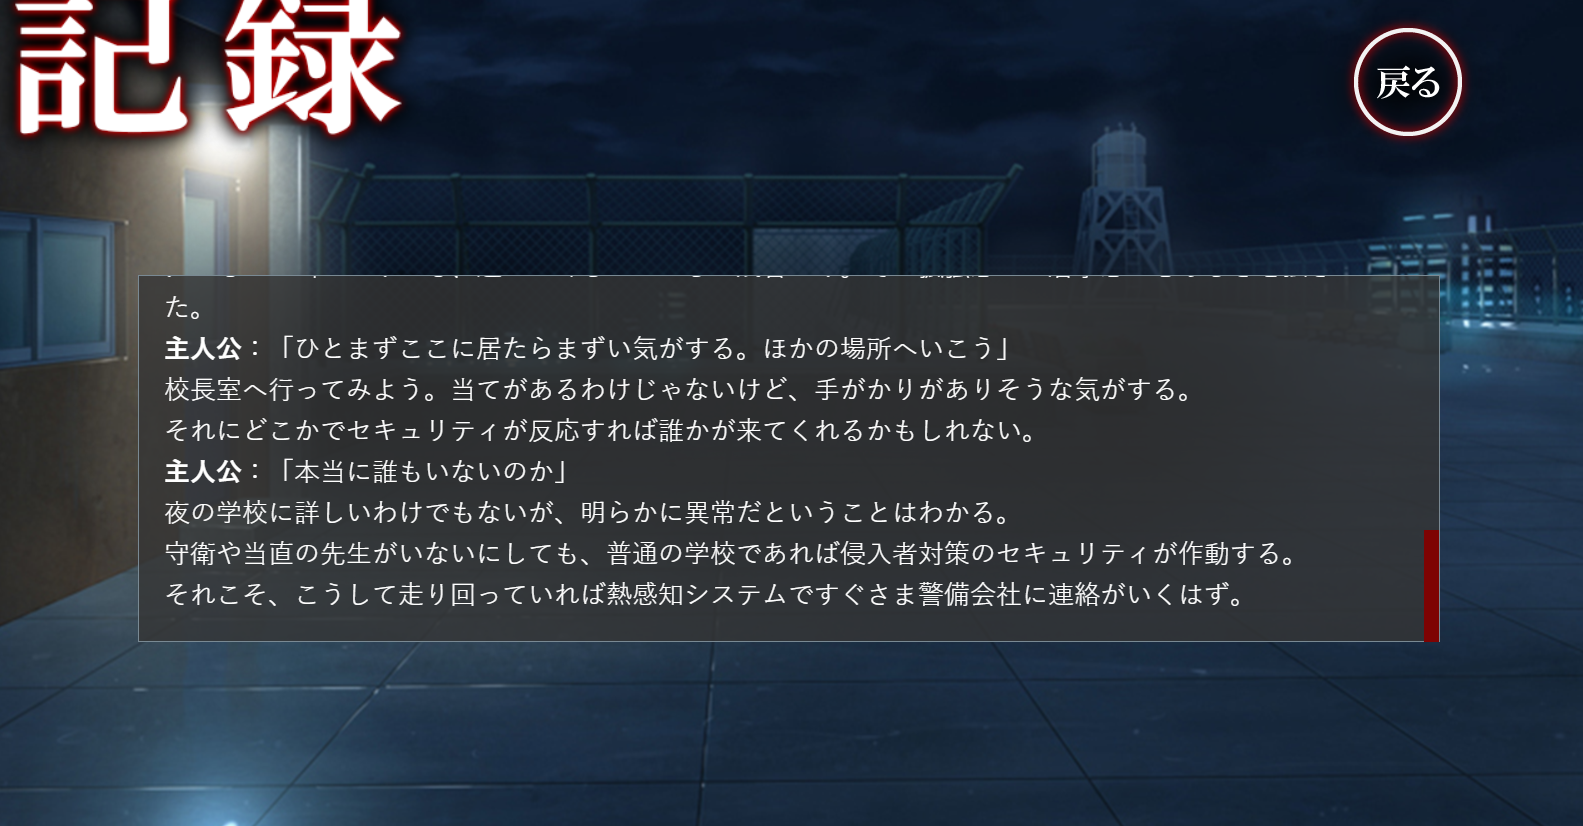 記録
戻る
た。
主人公：「ひとまずここに居たらまずい気がする。ほかの場所へいこう」
校長室へ行ってみよう。当てがあるわけじゃないけど、手がかりがありそうな気がする。
それにどこかでセキュリティが反応すれば誰かが来てくれるかもしれない。
主人公：「本当に誰もいないのか」
夜の学校に詳しいわけでもないが、明らかに異常だということはわかる。
守衛や当直の先生がいないにしても、普通の学校であれば侵入者対策のセキュリティが作動する。
それこそ、こうして走り回っていれば熱感知システムですぐさま警備会社に連絡がいくはず。